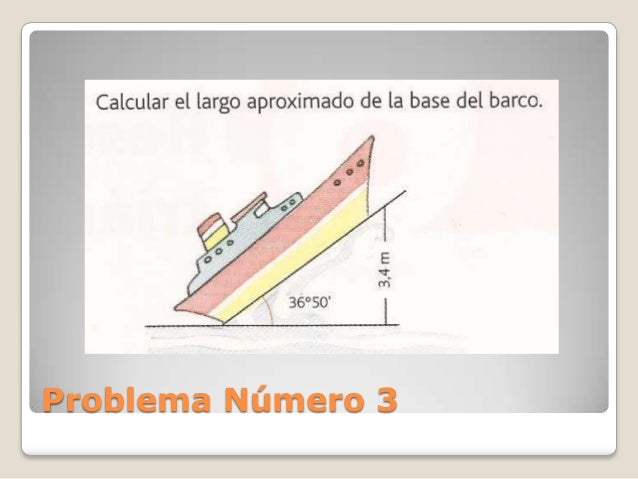 Calcular el largo aproximado de la base del barco.
3,4 m
36°50'
Problema Número 3